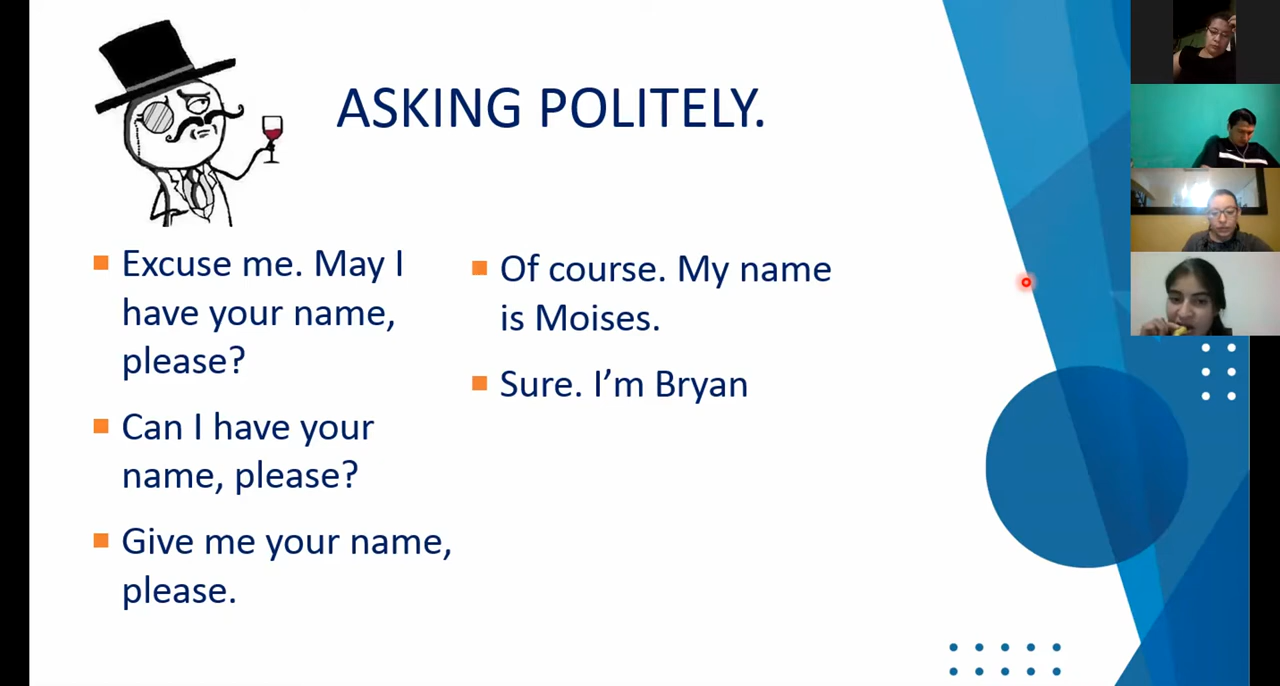 ASKING POLITELY.
Excuse me. May I
have your name,
please?
Can I have your
name, please?
Give me your name,
please.
Of course. My name
is Moises.
Sure. I’m Bryan